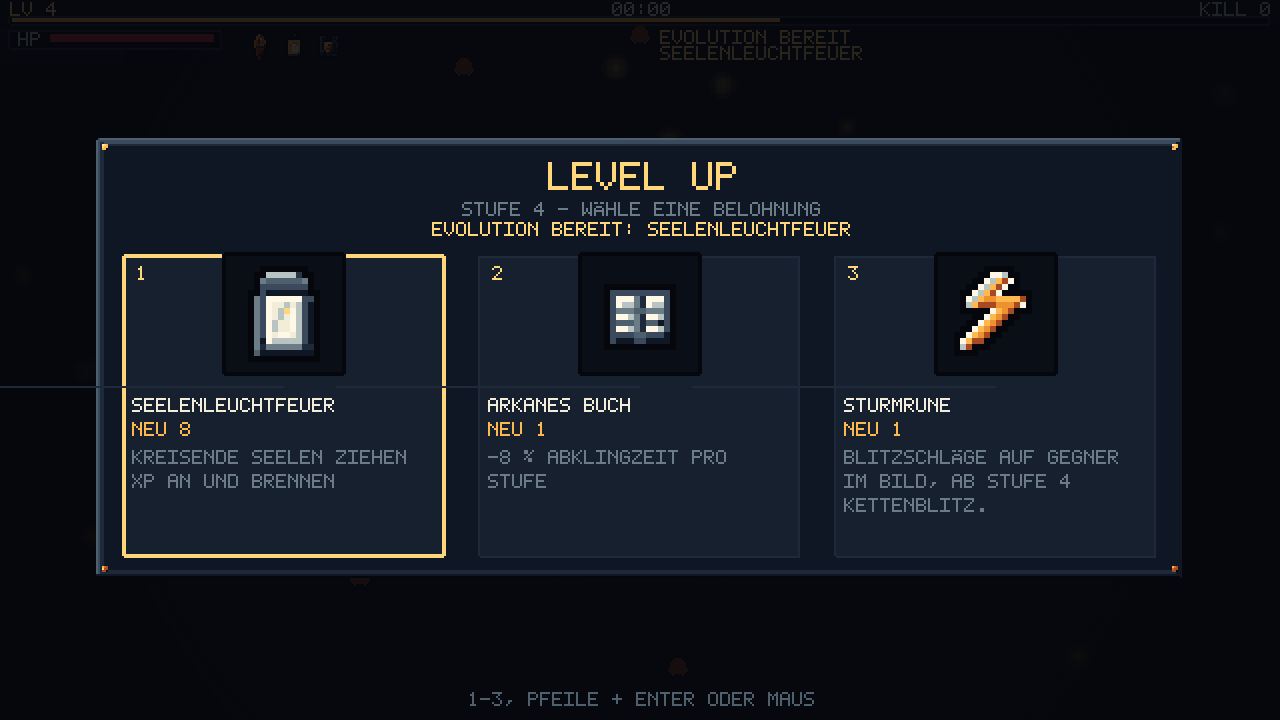 LV 4
00:00
KILL 0
HP
EVOLUTION BEREIT
SEELENLEUCHTFEUER
LEVEL UP
STUFE 4 - WÄHLE EINE BELOHNUNG
EVOLUTION BEREIT: SEELENLEUCHTFEUER
1
2
3
SEELENLEUCHTFEUER
NEU 8
KREISENDE SEELEN ZIEHEN
XP AN UND BRENNEN
ARKANES BUCH
NEU 1
-8 % ABKLINGZEIT PRO
STUFE
STURMRUNE
NEU 1
BLITZSCHLÄGE AUF GEGNER
IM BILD, AB STUFE 4
KETTENBLITZ.
1-3, PFEILE + ENTER ODER MAUS